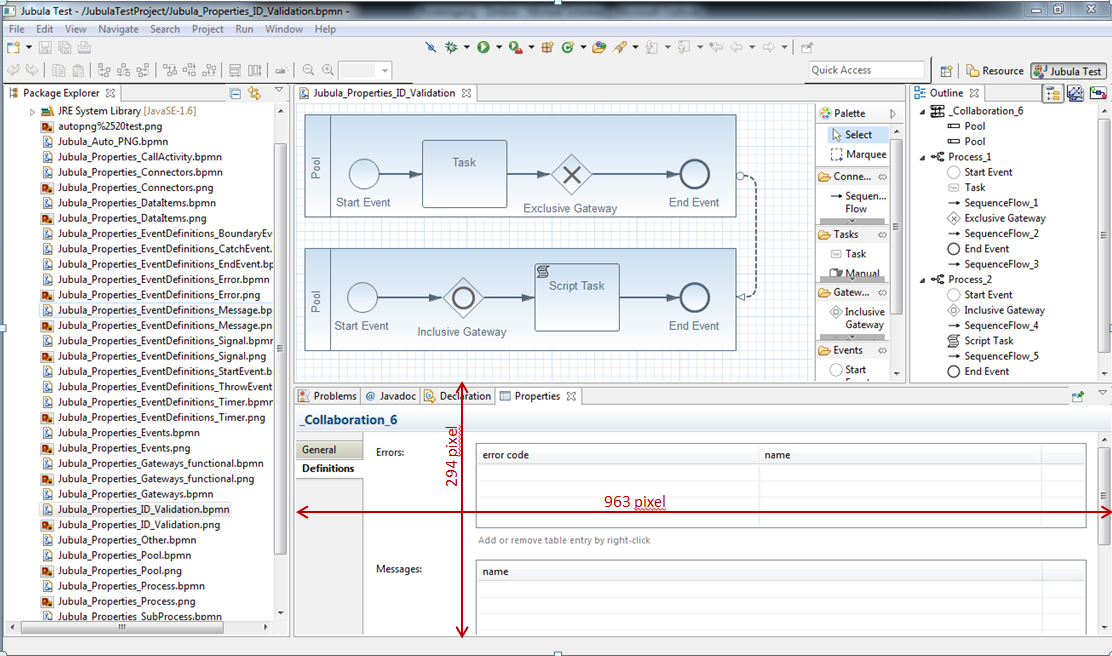 Jubula Test - /JubulaTestProject/Jubula_Properties_ID_Validation.bpmn -
File Edit View Navigate Search Project Run Window Help
Quick Access
Resource
Jubula Test
Package Explorer
JRE System Library [JavaSE-1.6]
autopng%2520test.png
Jubula_Auto_PNG.bpmn
Jubula_Properties_CallActivity.bpmn
Jubula_Properties_Connectors.bpmn
Jubula_Properties_Connectors.png
Jubula_Properties_DataItems.bpmn
Jubula_Properties_DataItems.png
Jubula_Properties_EventDefinitions_BoundaryEv
Jubula_Properties_EventDefinitions_CatchEvent.
Jubula_Properties_EventDefinitions_EndEvent.bp
Jubula_Properties_EventDefinitions_Error.bpmn
Jubula_Properties_EventDefinitions_Error.png
Jubula_Properties_EventDefinitions_Message.bp
Jubula_Properties_EventDefinitions_Message.pn
Jubula_Properties_EventDefinitions_Signal.bpmn
Jubula_Properties_EventDefinitions_Signal.png
Jubula_Properties_EventDefinitions_StartEvent.b
Jubula_Properties_EventDefinitions_ThrowEvent
Jubula_Properties_EventDefinitions_Timer.bpmn
Jubula_Properties_EventDefinitions_Timer.png
Jubula_Properties_Events.bpmn
Jubula_Properties_Events.png
Jubula_Properties_Gateways_functional.bpmn
Jubula_Properties_Gateways_functional.png
Jubula_Properties_Gateways.bpmn
Jubula_Properties_ID_Validation.bpmn
Jubula_Properties_ID_Validation.png
Jubula_Properties_Other.bpmn
Jubula_Properties_Pool.bpmn
Jubula_Properties_Pool.png
Jubula_Properties_Process.bpmn
Jubula_Properties_Process.png
Jubula_Properties_SubProcess.bpmn
Jubula_Properties_ID_Validation
Pool
Start Event
Task
Exclusive Gateway
End Event
Pool
Start Event
Inclusive Gateway
Script Task
End Event
Palette
Select
Marquee
Conne...
Sequen...
Flow
Tasks
Task
Manual
Gatew...
Inclusive
Gateway
Events
Start
Outline
_Collaboration_6
Pool
Pool
Process_1
Start Event
Task
SequenceFlow_1
Exclusive Gateway
SequenceFlow_2
End Event
SequenceFlow_3
Process_2
Start Event
Inclusive Gateway
SequenceFlow_4
Script Task
SequenceFlow_5
End Event
Problems
@ Javadoc
Declaration
Properties
_Collaboration_6
General
Definitions
Errors:
error code
name
294 pixel
963 pixel
Add or remove table entry by right-click
Messages:
name